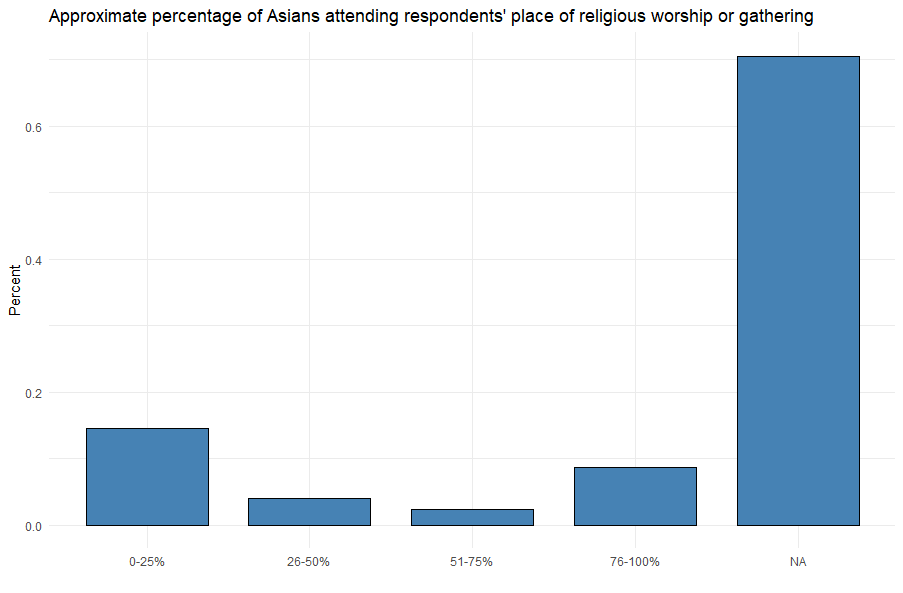 Approximate percentage of Asians attending respondents' place of religious worship or gathering
Percent
0.6
0.4
0.2
0.0
0-25%
26-50%
51-75%
76-100%
NA